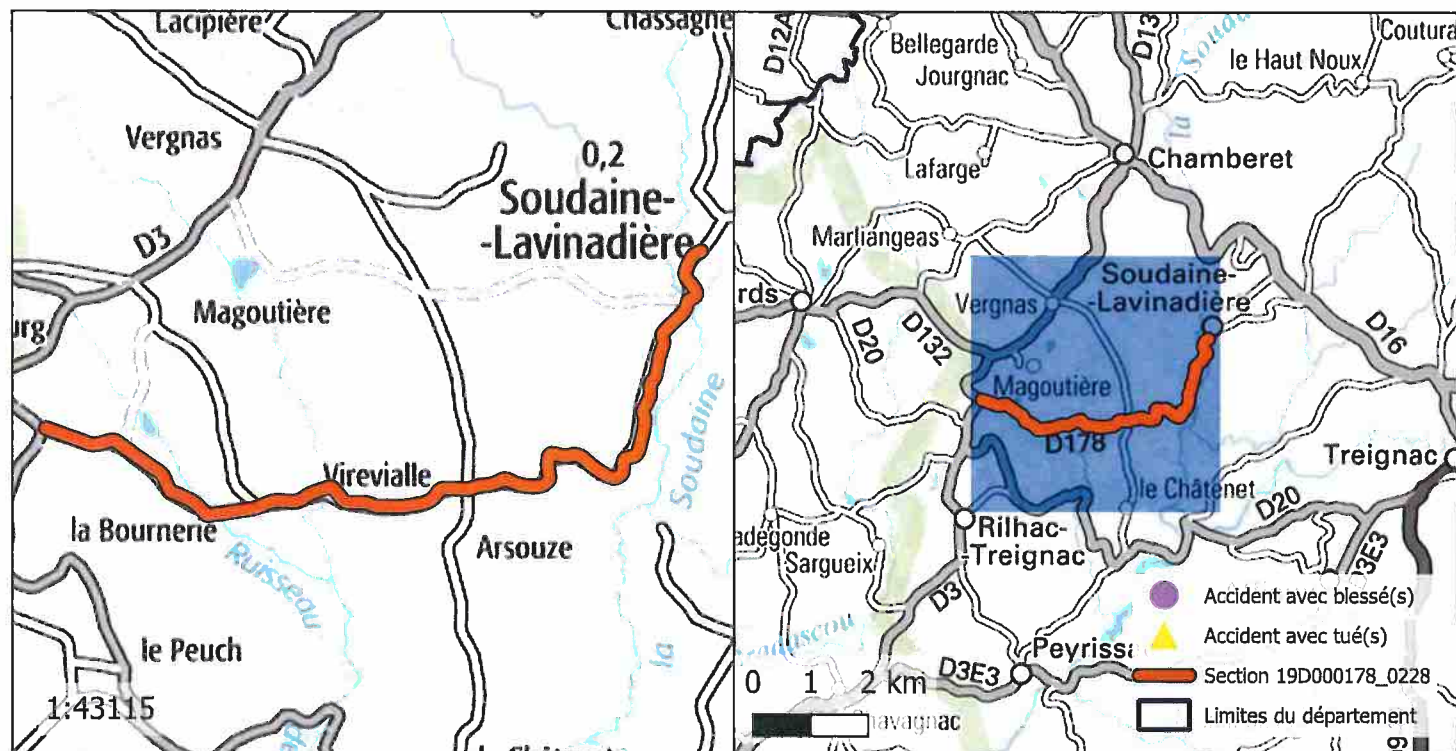 Lacipière
Chassagne
Vergnas
0,2
Soudaine-
-Lavinadière
D3
Magoutière
Virevialle
la Bournerie
Arsouze
Ruisseau
la Soudaine
le Peuch
1:43115
D12A
Bellegarde
Jourgnac
le Haut Noux
la
Lafarge
Chamberet
Marliangeas
Soudaine-
-Lavinadière
Vergnas
D20
D132
D16
Magoutière
D178
Treignac
le Châtenet
D20
Rilhac-
-Treignac
Sargueix
D3
D3E3
0 1 2 km
Accident avec blessé(s)
Accident avec tué(s)
Section 19D000178_0228
Limites du département